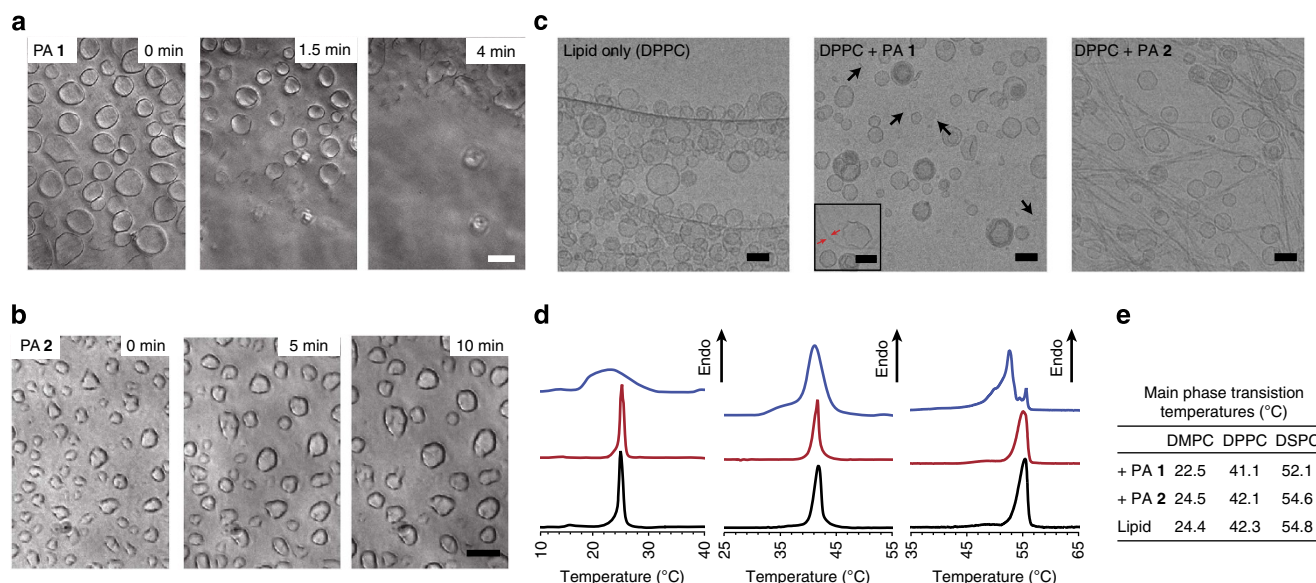 a
PA 1
0 min
1.5 min
4 min
b
PA 2
0 min
5 min
10 min
c
Lipid only (DPPC)
DPPC + PA 1
DPPC + PA 2
d
Endo
Endo
Endo
10 20 30 40
25 35 45 55
35 45 55 65
Temperature (°C)
Temperature (°C)
Temperature (°C)
e
Main phase transition
temperatures (°C)
DMPC DPPC DSPC
+ PA 1 22.5 41.1 52.1
+ PA 2 24.5 42.1 54.6
Lipid 24.4 42.3 54.8